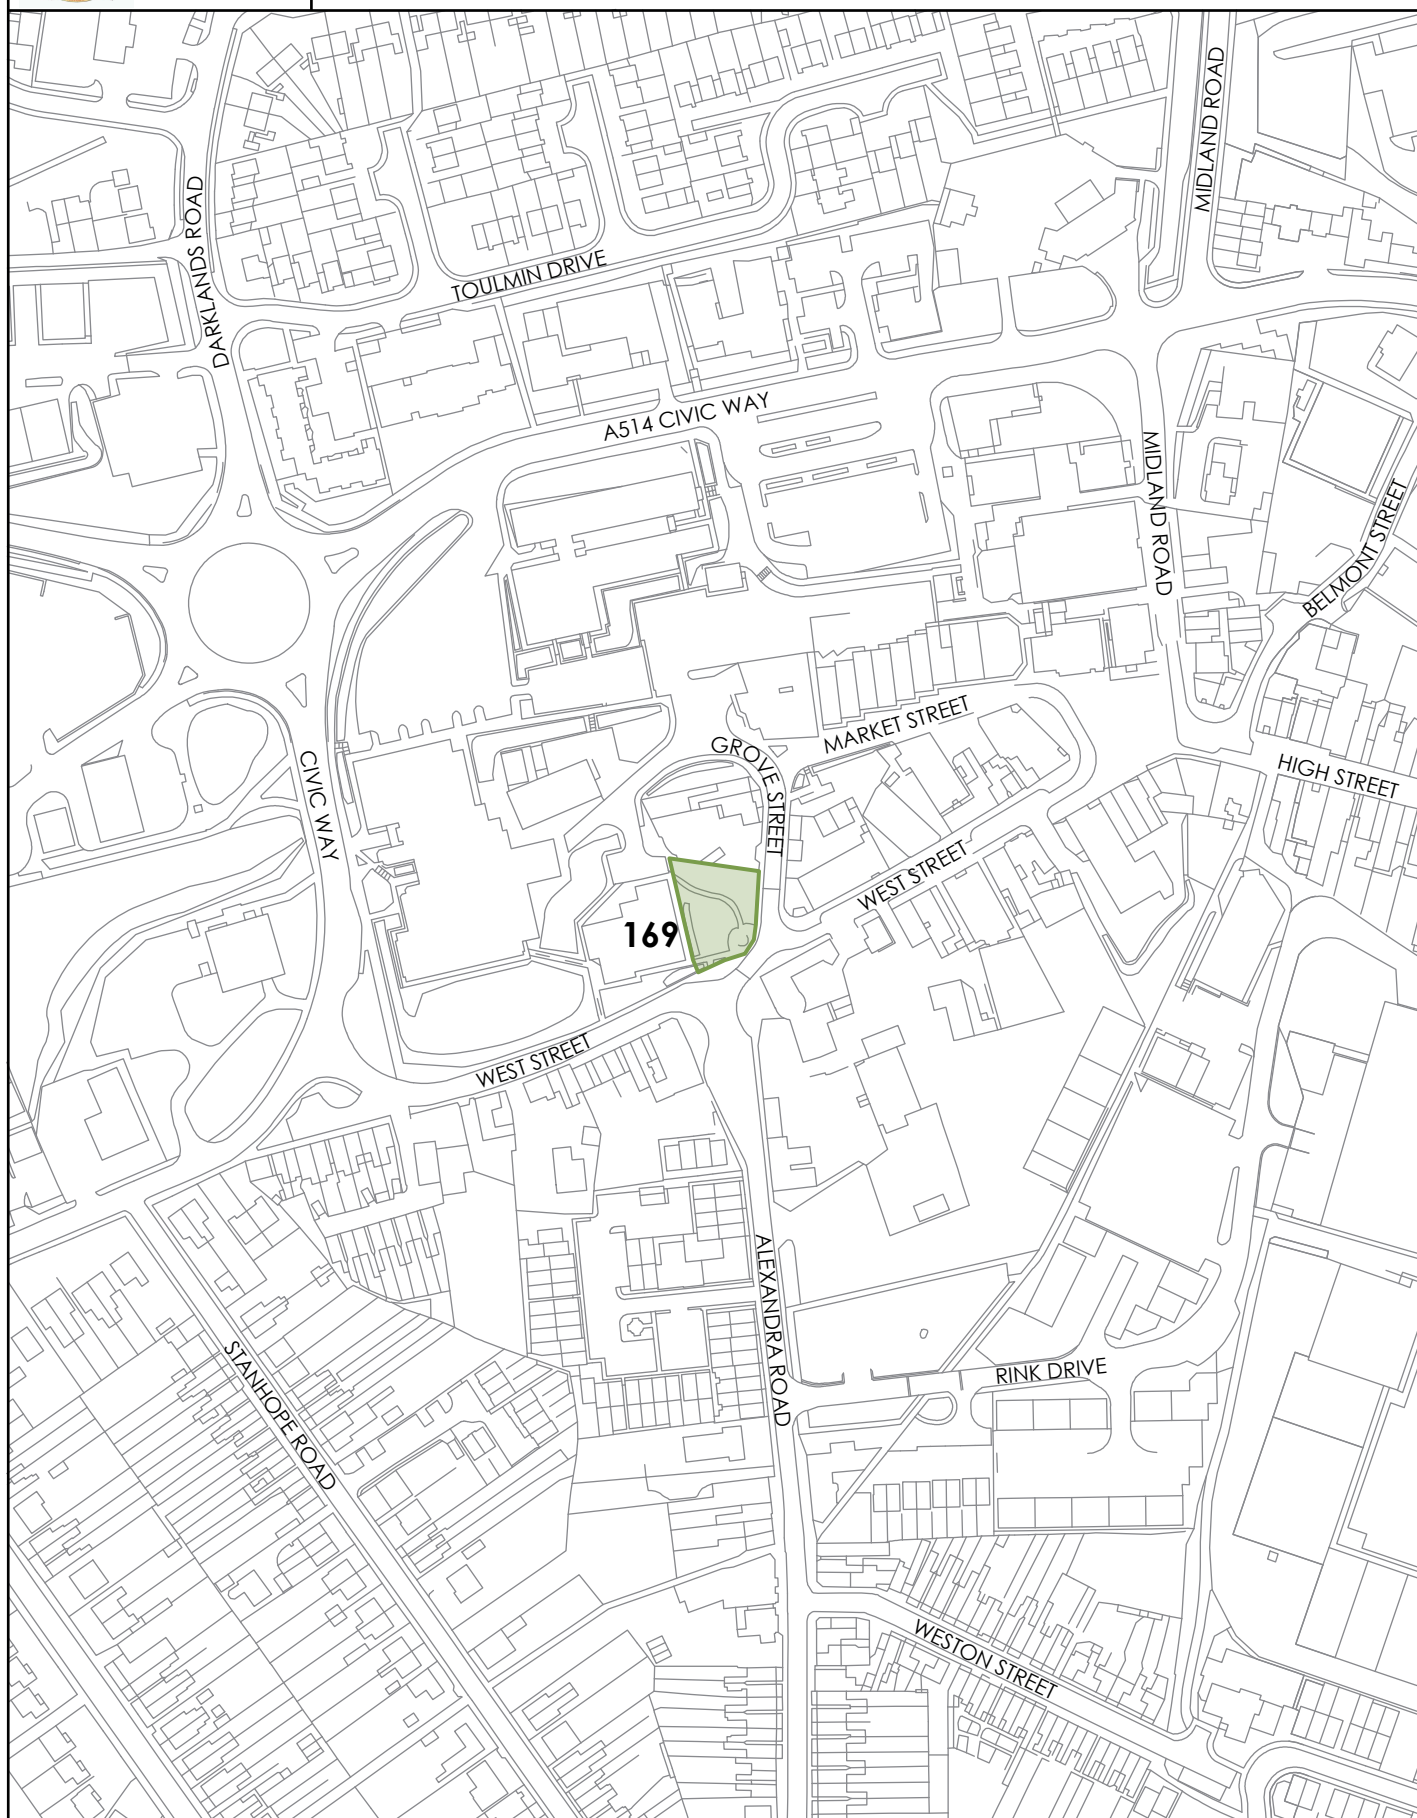 MIDLAND ROAD
DARKLANDS ROAD
TOULMIN DRIVE
A514 CIVIC WAY
MIDLAND ROAD
BELMONT STREET
MARKET STREET
GROVE STREET
CIVIC WAY
HIGH STREET
WEST STREET
169
WEST STREET
ALEXANDRA ROAD
STANHOPE ROAD
RINK DRIVE
WESTON STREET